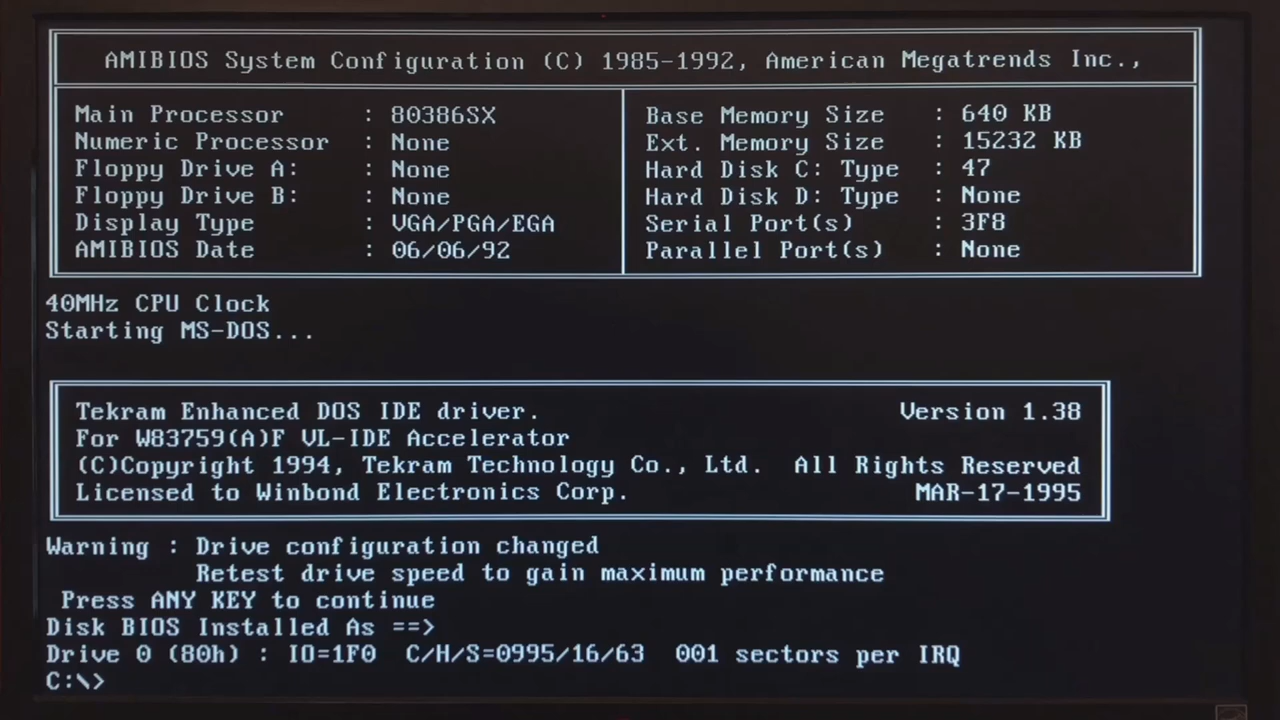 AMIBIOS System Configuration (C) 1985-1992, American Megatrends Inc.,
Main Processor : 80386SX
Numeric Processor : None
Floppy Drive A: : None
Floppy Drive B: : None
Display Type : VGA/PGA/EGA
AMIBIOS Date : 06/06/92
Base Memory Size : 640 KB
Ext. Memory Size : 15232 KB
Hard Disk C: Type : 47
Hard Disk D: Type : None
Serial Port(s) : 3F8
Parallel Port(s) : None
40MHz CPU Clock
Starting MS-DOS...
Tekram Enhanced DOS IDE driver. Version 1.38
For W83759(A)F VL-IDE Accelerator
(C)Copyright 1994, Tekram Technology Co., Ltd. All Rights Reserved
Licensed to Winbond Electronics Corp. MAR-17-1995
Warning : Drive configuration changed
Retest drive speed to gain maximum performance
Press ANY KEY to continue
Disk BIOS Installed As ==>
Drive 0 (80h) : IO=1F0 C/H/S=0995/16/63 001 sectors per IRQ
C:\>